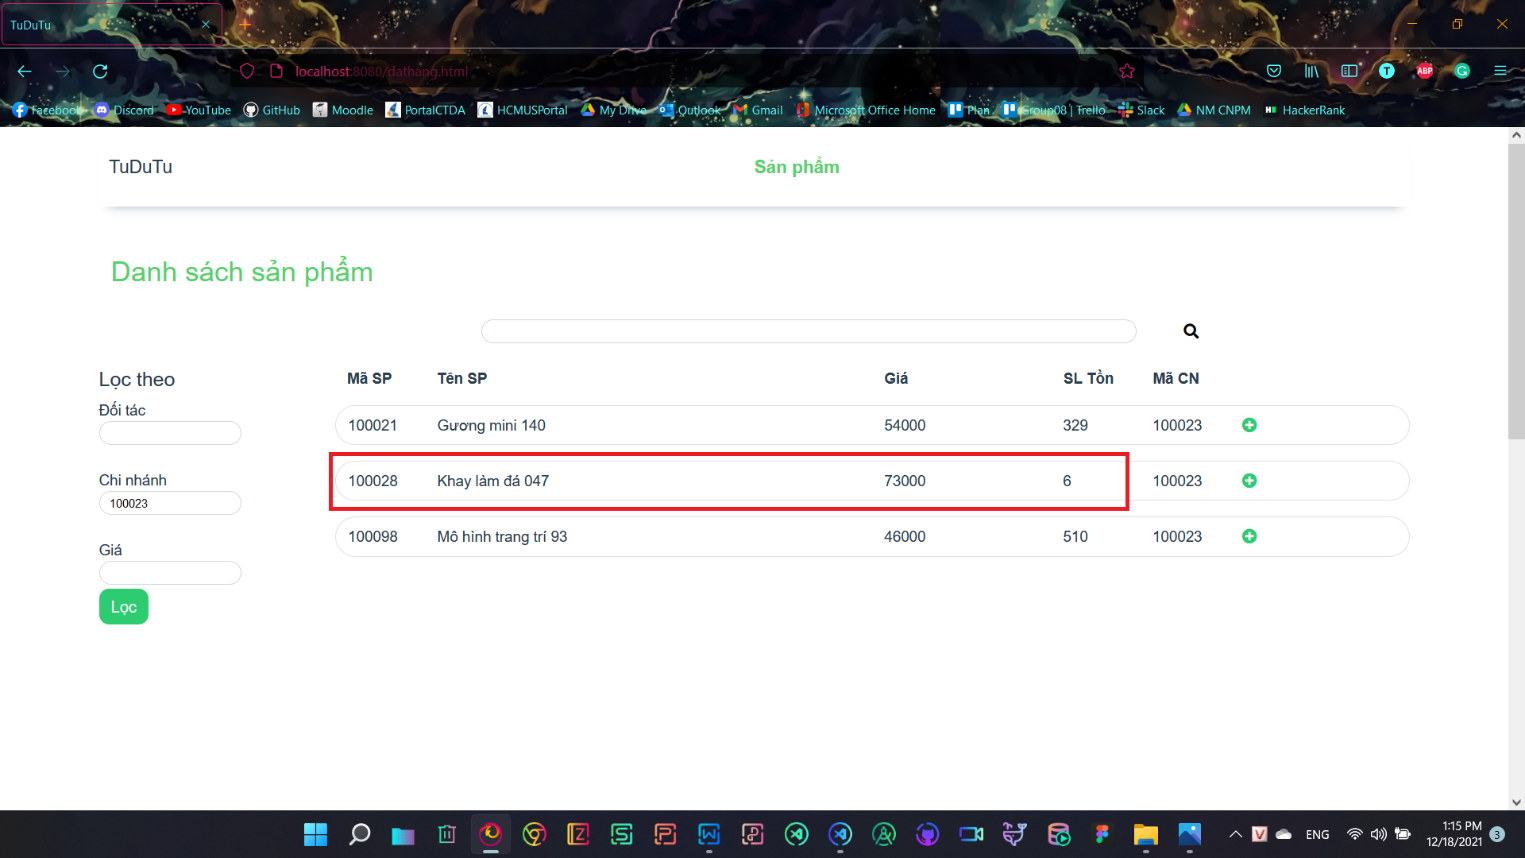 TuDuTu
localhost:8080/dathang.html
Facebook Discord YouTube GitHub Moodle PortalCTDA HCMUSPortal My Drive Outlook Gmail Microsoft Office Home Plan Group08 | Trello Slack NM CNPM HackerRank
TuDuTu Sản phẩm
Danh sách sản phẩm
Lọc theo
Đối tác
Chi nhánh
100023
Giá
Lọc
Mã SP Tên SP Giá SL Tồn Mã CN
100021 Gương mini 140 54000 329 100023
100028 Khay làm đá 047 73000 6 100023
100098 Mô hình trang trí 93 46000 510 100023
ENG
1:15 PM
12/18/2021
3